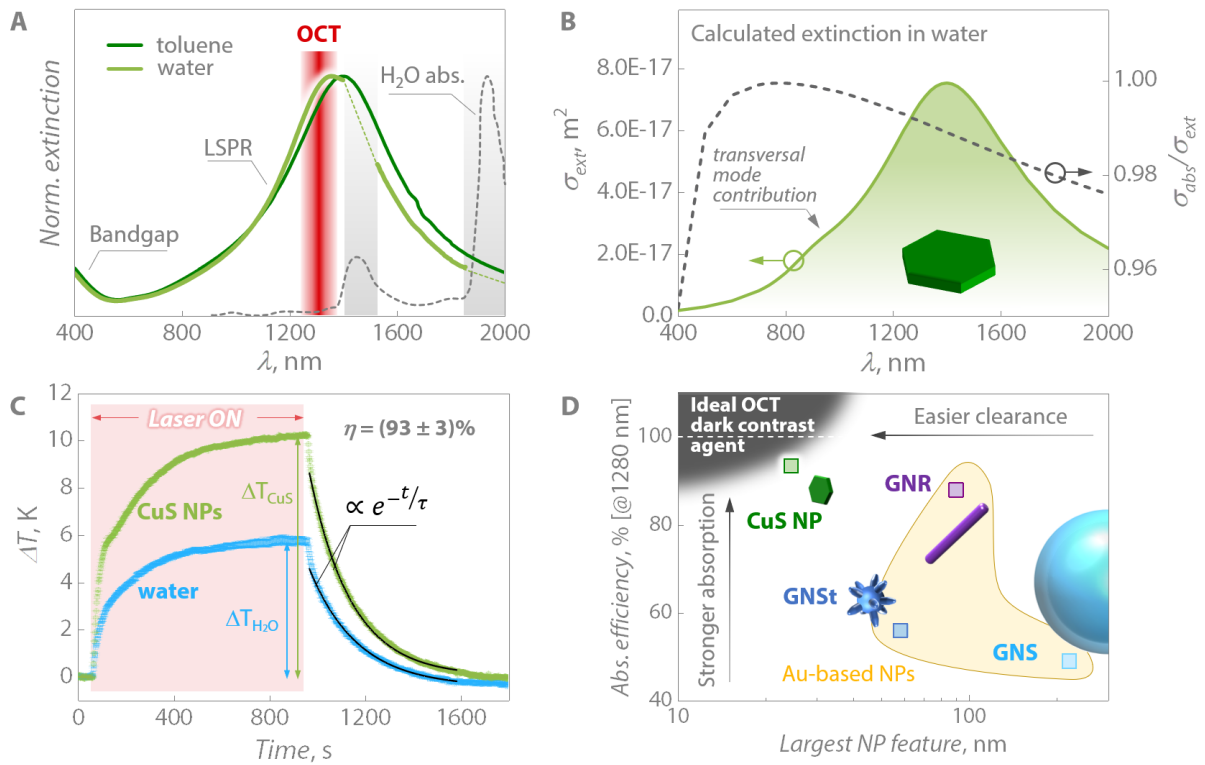 A
OCT
toluene
water
H₂O abs.
LSPR
Bandgap
Norm. extinction
400
800
1200
1600
2000
λ, nm
B
Calculated extinction in water
8.0E-17
6.0E-17
4.0E-17
2.0E-17
0.0
σext, m²
transversal
mode
contribution
1.00
0.98
0.96
σabs/σext
400
800
1200
1600
2000
λ, nm
C
Laser ON
η = (93 ± 3)%
ΔT_CuS
∝ e^−t/τ
CuS NPs
water
ΔT_H₂O
12
10
8
6
4
2
0
ΔT, K
0
400
800
1200
1600
Time, s
D
Ideal OCT
dark contrast
agent
Easier clearance
GNR
CuS NP
GNSt
GNS
Au-based NPs
Stronger absorption
100
80
60
40
Abs. efficiency, % [@1280 nm]
10
100
Largest NP feature, nm